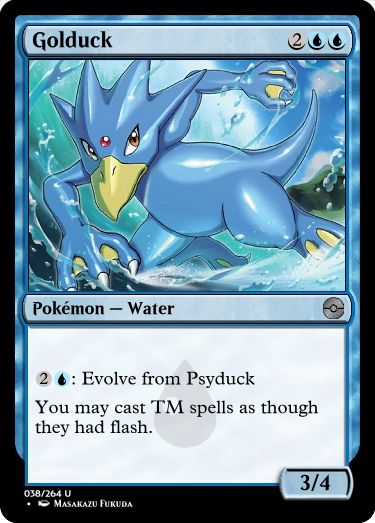 Golduck 2
Pokémon — Water
2 : Evolve from Psyduck
You may cast TM spells as though
they had flash.
3/4
038/264 U
• Masakazu Fukuda